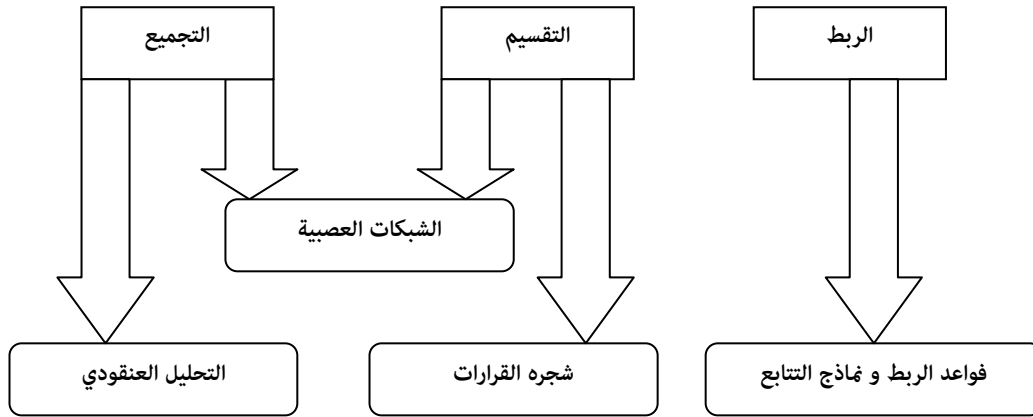 الربط
التقسيم
التجميع
الشبكات العصبية
فواعد الربط و نماذج التتابع
شجره القرارات
التحليل العنقودي